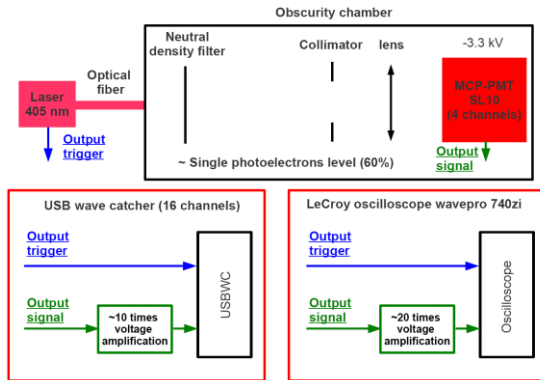 Obscurity chamber
Neutral
density filter
Collimator
lens
-3.3 kV
Optical
fiber
Laser
405 nm
MCP-PMT
SL10
(4 channels)
Output
trigger
~ Single photoelectrons level (60%)
Output
signal
USB wave catcher (16 channels)
Output
trigger
Output
signal
~10 times
voltage
amplification
USBWC
LeCroy oscilloscope wavepro 740zi
Output
trigger
Output
signal
~20 times
voltage
amplification
Oscilloscope